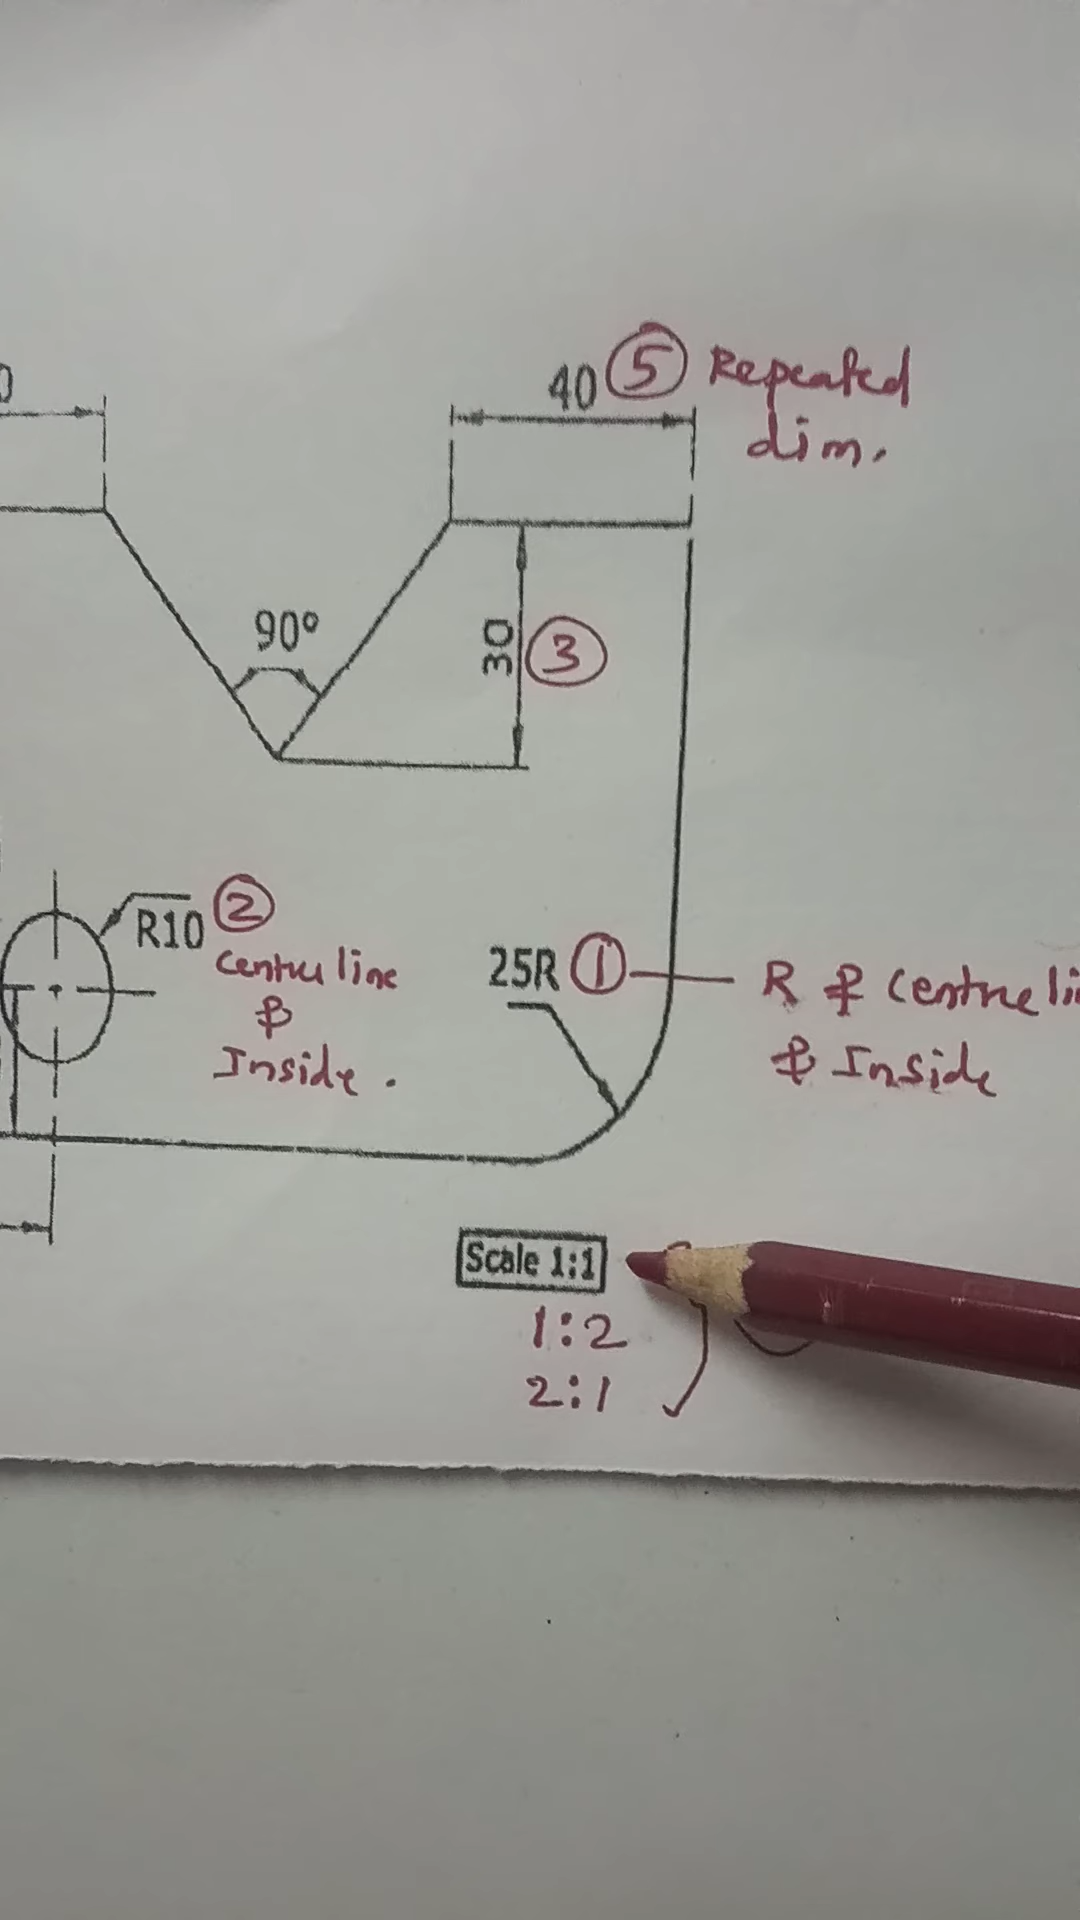 40 ⑤ Repeated
dim.
90°
30 ③
R10 ②
Centre line
&
Inside.
25R ① R & Centre
& Inside
Scale 1:1
1:2
2:1